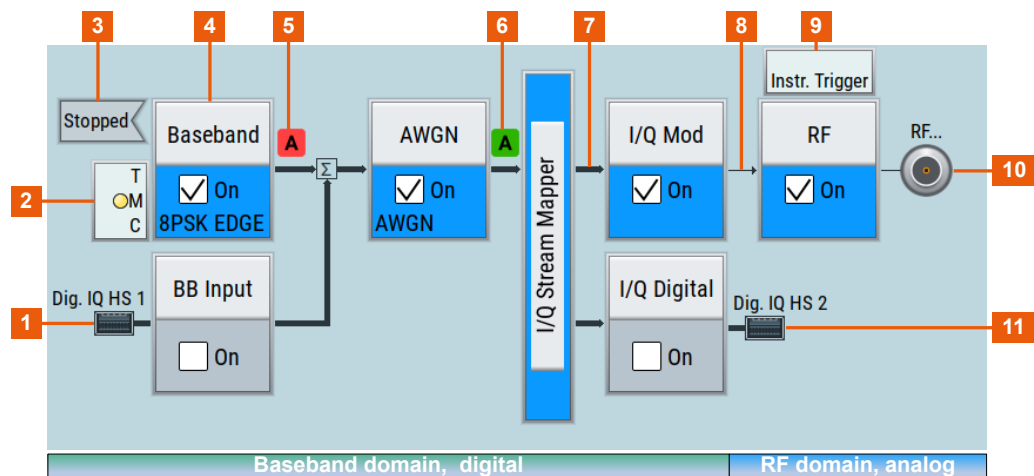 3
4
5
6
7
8
9
Instr. Trigger
Stopped
Baseband
A
AWGN
A
I/Q Mod
RF
RF...
On
8PSK EDGE
Σ
On
AWGN
I/Q Stream Mapper
On
On
10
2
T
M
C
Dig. IQ HS 1
1
BB Input
On
I/Q Digital
On
Dig. IQ HS 2
11
Baseband domain, digital
RF domain, analog